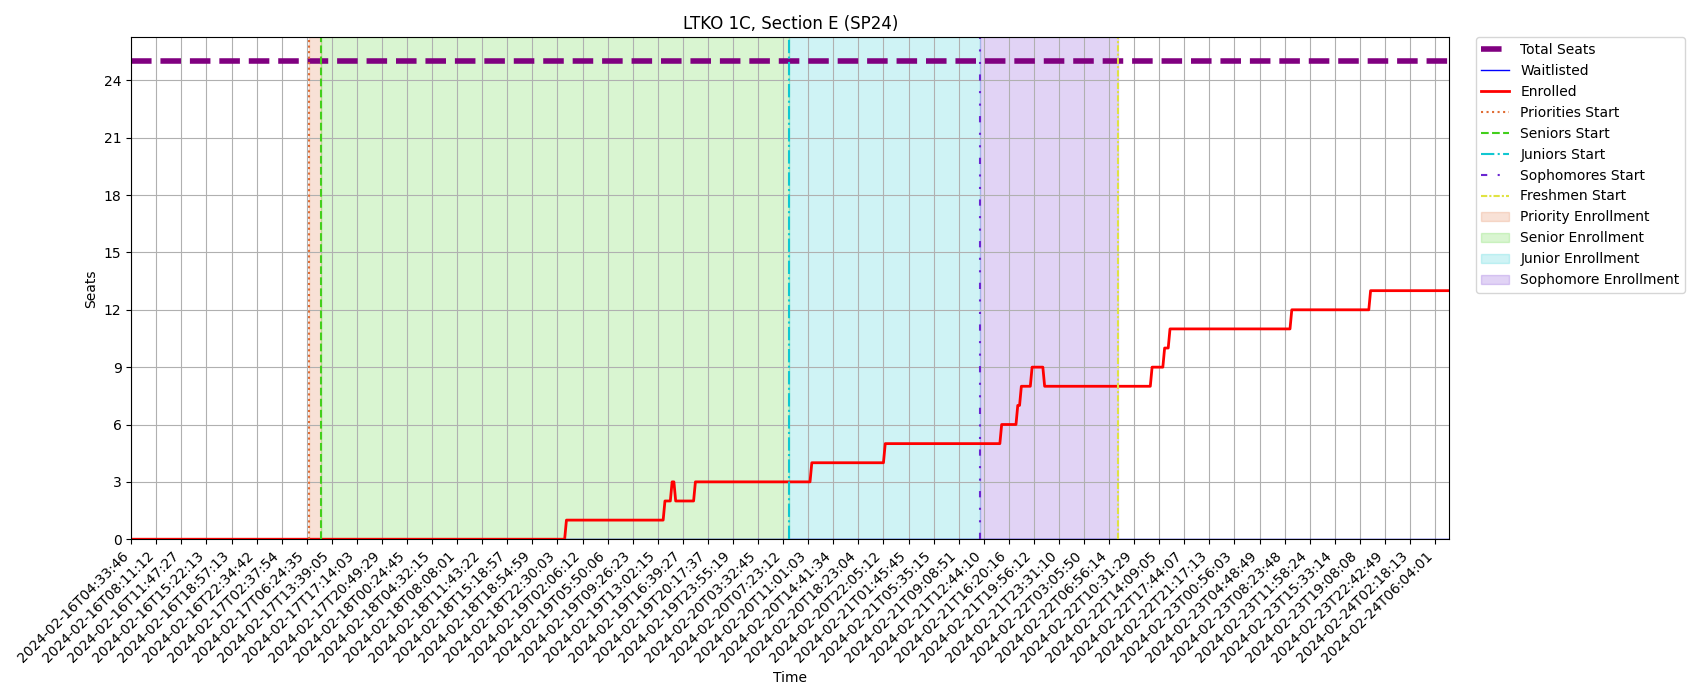 LTKO 1C, Section E (SP24)
Total Seats
Waitlisted
Enrolled
Priorities Start
Seniors Start
Juniors Start
Sophomores Start
Freshmen Start
Priority Enrollment
Senior Enrollment
Junior Enrollment
Sophomore Enrollment
Seats
24
21
18
15
12
9
6
3
0
2024-02-16T04:33:46
2024-02-16T08:11:12
2024-02-16T11:47:27
2024-02-16T15:22:13
2024-02-16T18:57:13
2024-02-16T22:34:42
2024-02-17T02:37:54
2024-02-17T06:24:39
2024-02-17T13:39:05
2024-02-17T17:14:03
2024-02-17T20:49:29
2024-02-18T00:24:45
2024-02-18T04:32:15
2024-02-18T08:08:01
2024-02-18T11:43:22
2024-02-18T15:18:57
2024-02-18T18:54:59
2024-02-18T22:30:03
2024-02-19T02:06:12
2024-02-19T05:50:06
2024-02-19T09:26:23
2024-02-19T13:02:15
2024-02-19T16:39:27
2024-02-19T20:17:37
2024-02-19T23:55:19
2024-02-20T03:32:45
2024-02-20T07:23:12
2024-02-20T11:01:03
2024-02-20T14:41:34
2024-02-20T18:23:04
2024-02-20T22:05:12
2024-02-21T01:45:45
2024-02-21T05:35:15
2024-02-21T09:08:51
2024-02-21T12:44:10
2024-02-21T16:20:16
2024-02-21T19:56:12
2024-02-21T23:31:10
2024-02-22T03:05:50
2024-02-22T06:56:14
2024-02-22T10:31:29
2024-02-22T14:09:05
2024-02-22T17:44:07
2024-02-22T21:17:13
2024-02-23T00:56:03
2024-02-23T04:48:49
2024-02-23T08:23:48
2024-02-23T11:58:24
2024-02-23T15:33:14
2024-02-23T19:08:08
2024-02-23T22:42:49
2024-02-24T02:18:13
2024-02-24T06:04:01
Time